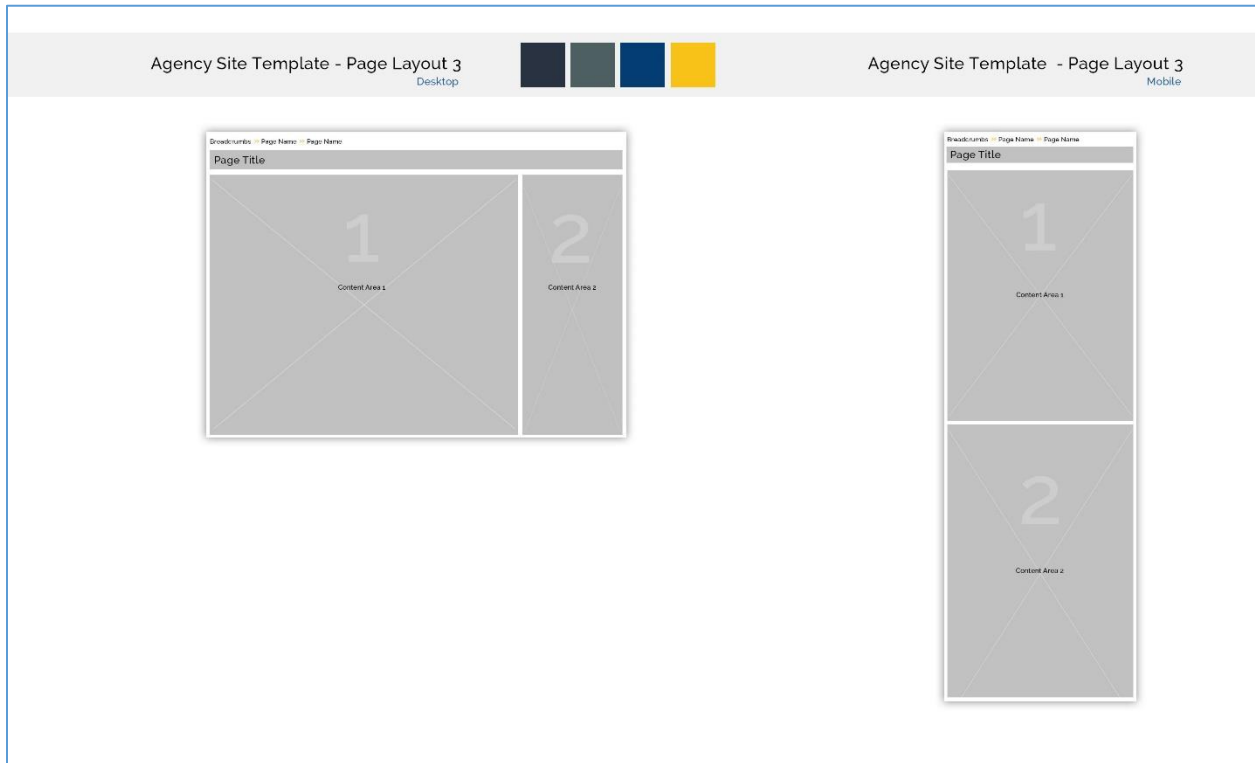 Agency Site Template - Page Layout 3
Desktop
Agency Site Template - Page Layout 3
Mobile
Breadcrumbs >> Page Name >> Page Name
Page Title
1
Content Area 1
2
Content Area 2
Breadcrumbs >> Page Name >> Page Name
Page Title
1
Content Area 1
2
Content Area 2